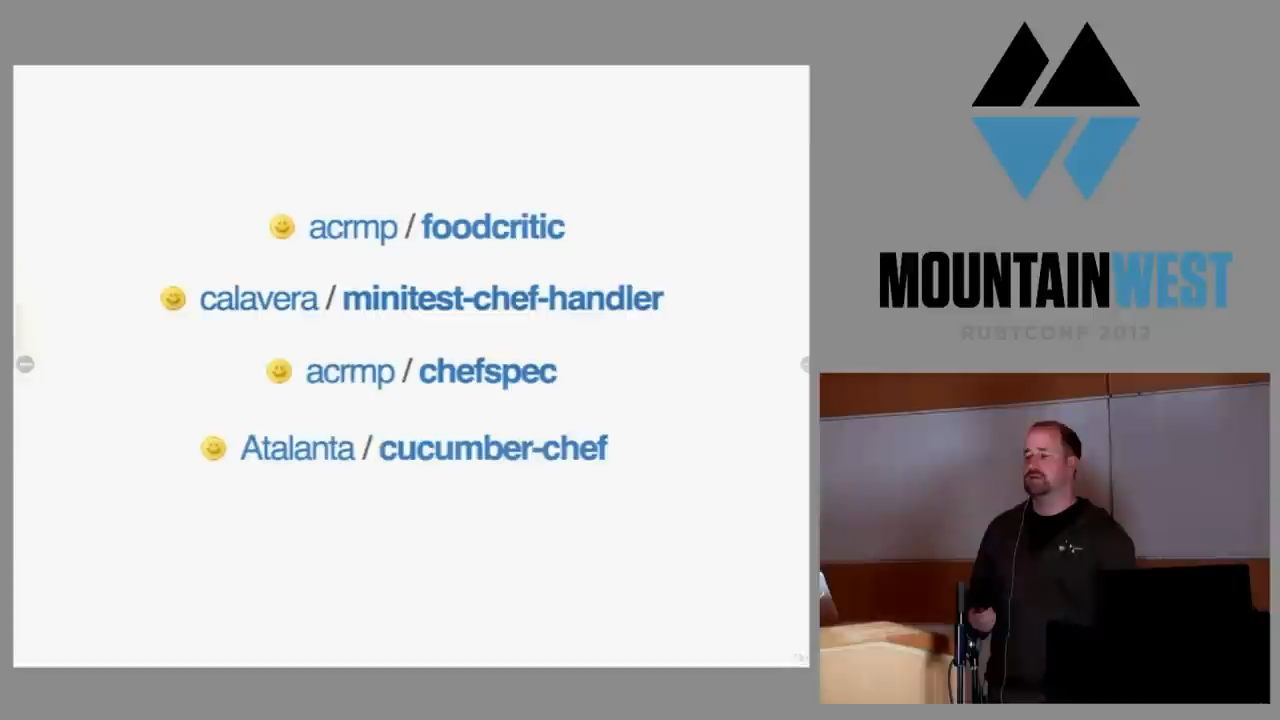 acrmp / foodcritic
calavera / minitest-chef-handler
acrmp / chefspec
Atalanta / cucumber-chef
MOUNTAINWEST
RUBYCONF 2013